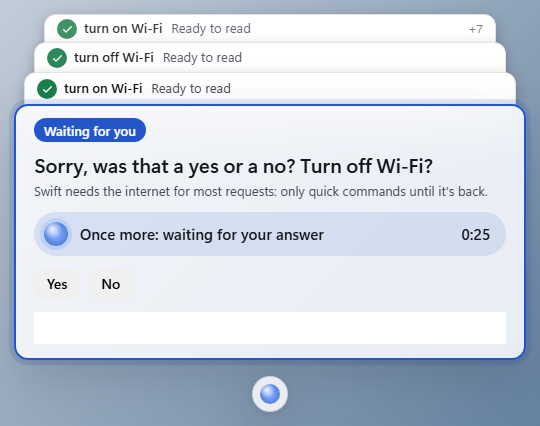 turn on Wi-Fi Ready to read +7
turn off Wi-Fi Ready to read
turn on Wi-Fi Ready to read
Waiting for you
Sorry, was that a yes or a no? Turn off Wi-Fi?
Swift needs the internet for most requests: only quick commands until it's back.
Once more: waiting for your answer 0:25
Yes No